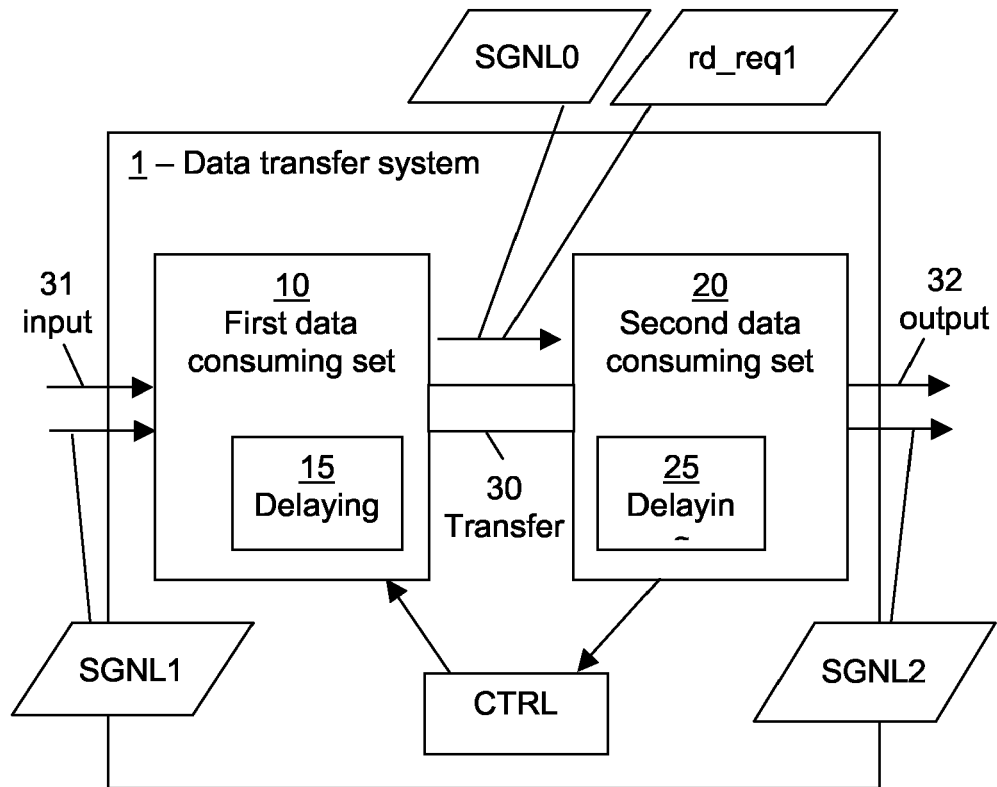 SGNL0
rd_req1
1 – Data transfer system
31
input
10
First data
consuming set
20
Second data
consuming set
32
output
15
Delaying
30
Transfer
25
Delayin
SGNL1
CTRL
SGNL2